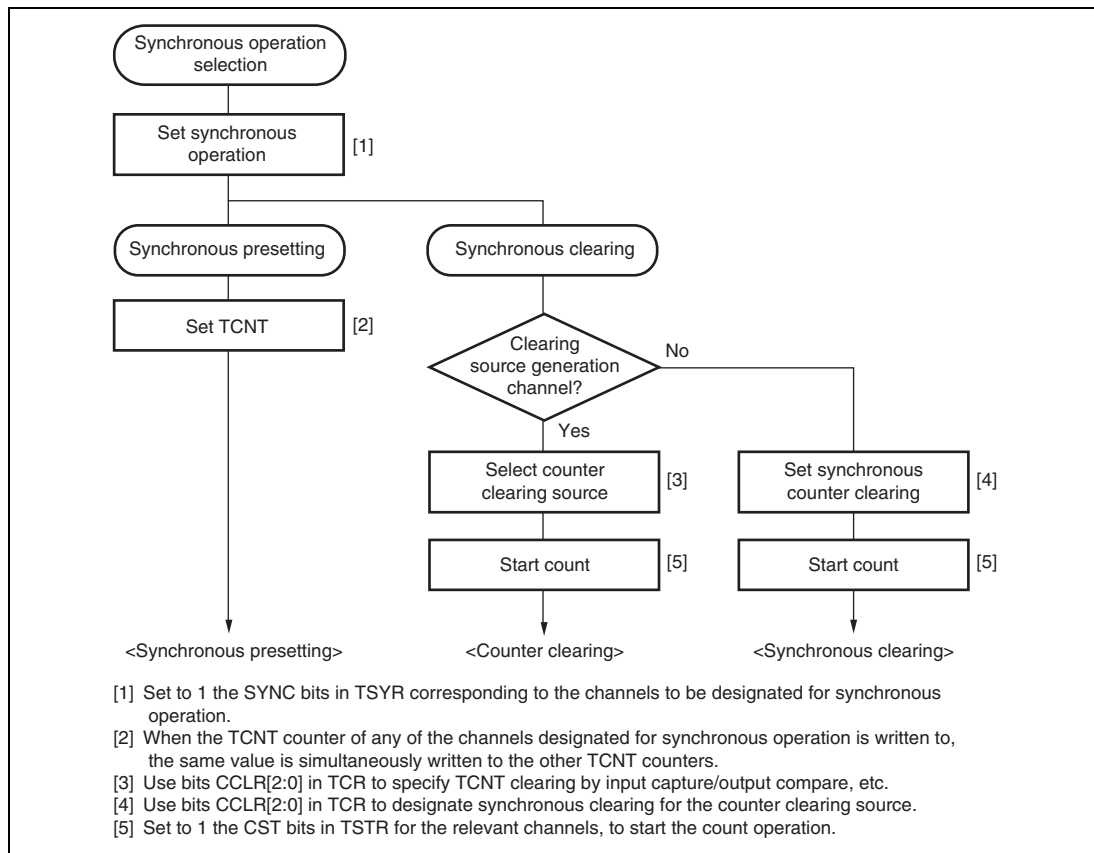 Synchronous operation
selection
Set synchronous
operation
[1]
Synchronous presetting
Synchronous clearing
Set TCNT
[2]
Clearing
source generation
channel?
No
Yes
Select counter
clearing source
[3]
Set synchronous
counter clearing
[4]
Start count
[5]
Start count
[5]
<Synchronous presetting>
<Counter clearing>
<Synchronous clearing>
[1] Set to 1 the SYNC bits in TSYR corresponding to the channels to be designated for synchronous
operation.
[2] When the TCNT counter of any of the channels designated for synchronous operation is written to,
the same value is simultaneously written to the other TCNT counters.
[3] Use bits CCLR[2:0] in TCR to specify TCNT clearing by input capture/output compare, etc.
[4] Use bits CCLR[2:0] in TCR to designate synchronous clearing for the counter clearing source.
[5] Set to 1 the CST bits in TSTR for the relevant channels, to start the count operation.